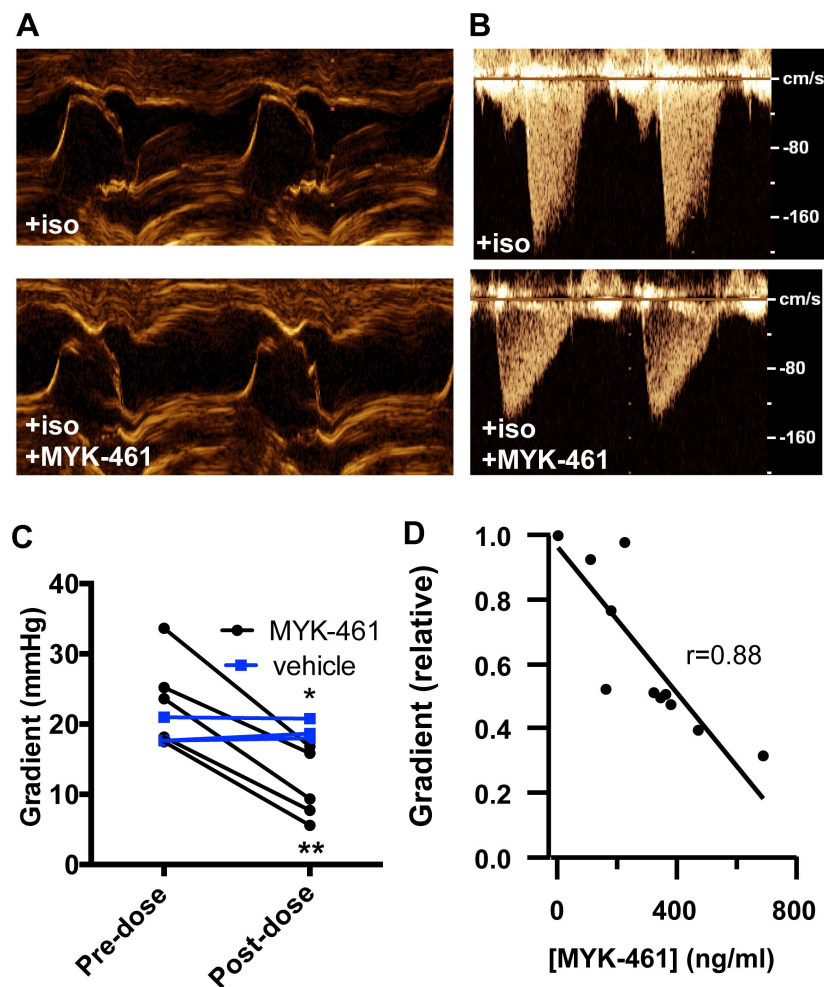 A
+iso
+iso
+MYK-461
B
cm/s
-80
-160
+iso
cm/s
-80
-160
+iso
+MYK-461
C
Gradient (mmHg)
40
30
20
10
0
MYK-461
vehicle
*
**
Pre-dose
Post-dose
D
Gradient (relative)
1.0
0.8
0.6
0.4
0.2
0.0
r=0.88
0
400
800
[MYK-461] (ng/ml)